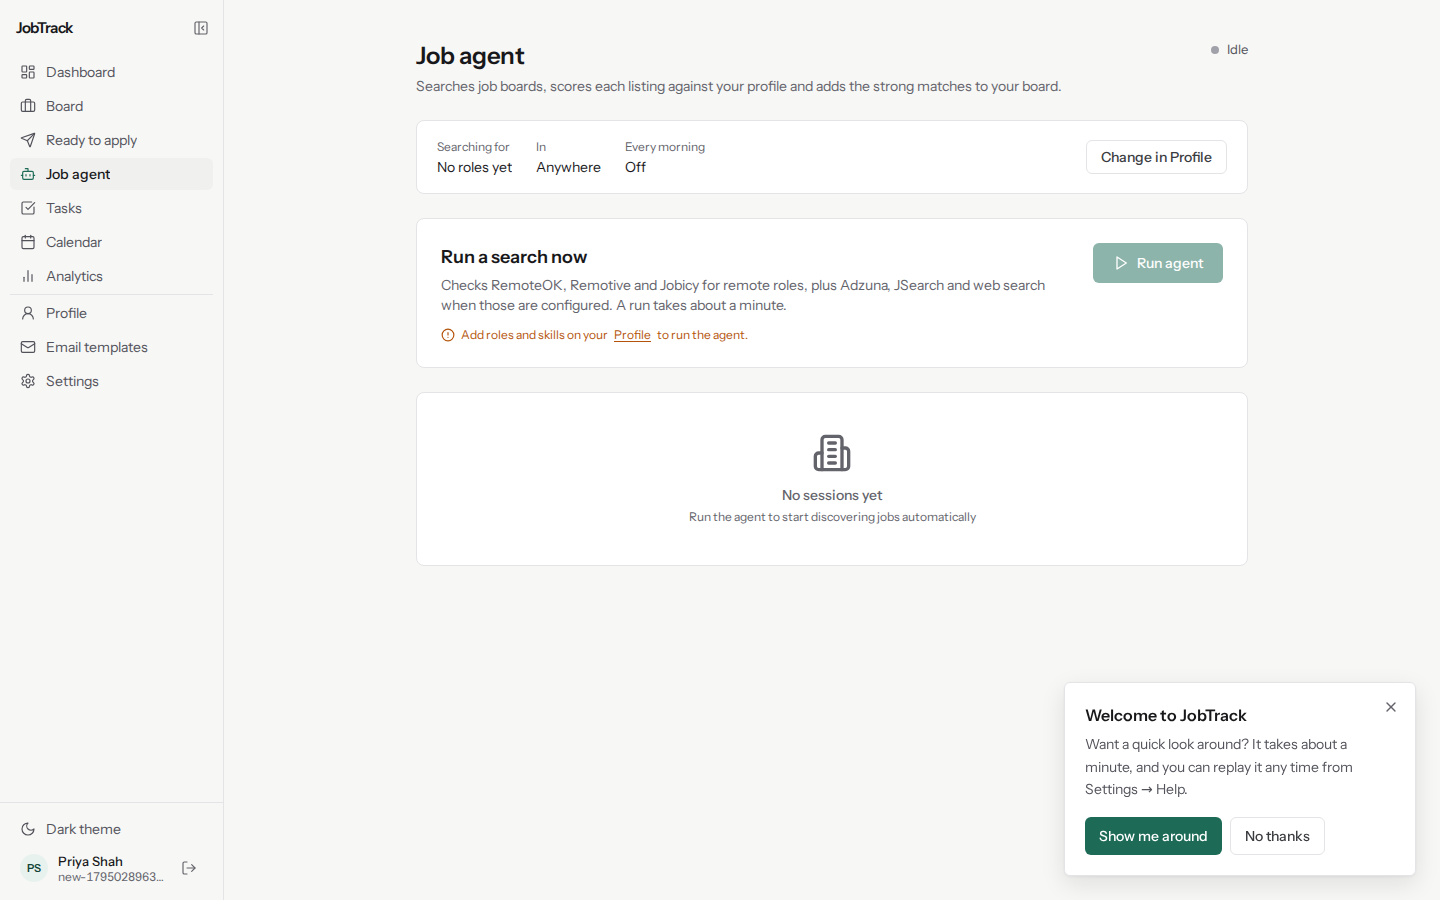 JobTrack
Dashboard
Board
Ready to apply
Job agent
Tasks
Calendar
Analytics
Profile
Email templates
Settings
Dark theme
PS
Priya Shah
new-1795028963...
Job agent
Idle
Searches job boards, scores each listing against your profile and adds the strong matches to your board.
Searching for
No roles yet
In
Anywhere
Every morning
Off
Change in Profile
Run a search now
Checks RemoteOK, Remotive and Jobicy for remote roles, plus Adzuna, JSearch and web search
when those are configured. A run takes about a minute.
Add roles and skills on your Profile to run the agent.
Run agent
No sessions yet
Run the agent to start discovering jobs automatically
Welcome to JobTrack
Want a quick look around? It takes about a
minute, and you can replay it any time from
Settings → Help.
Show me around
No thanks